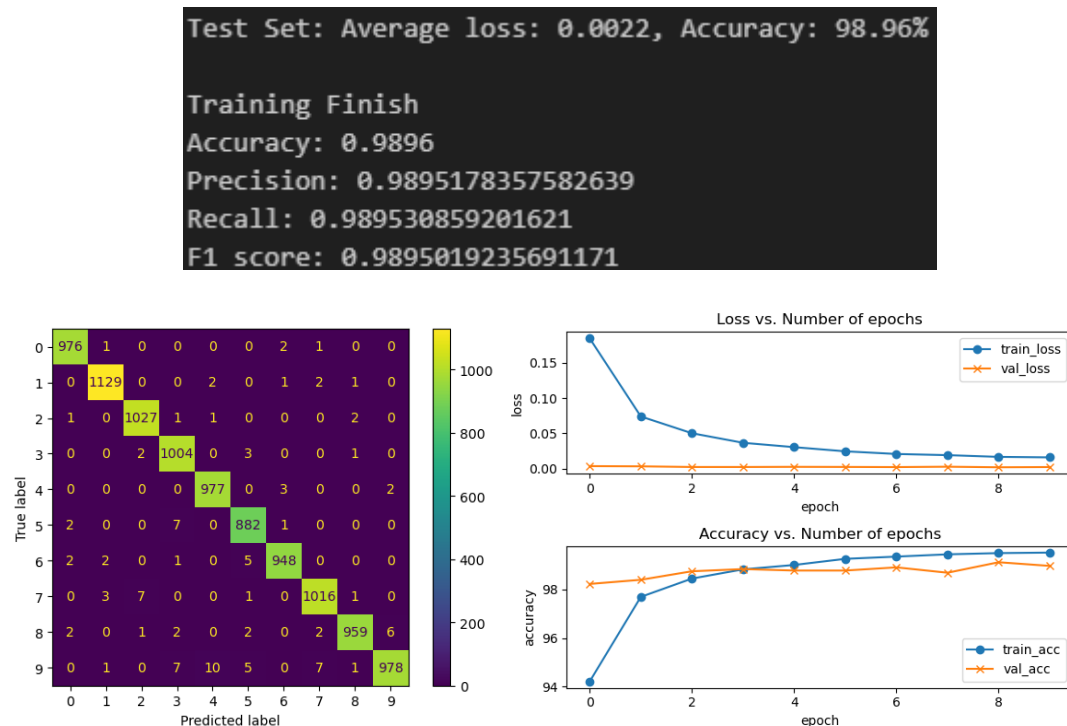 Test Set: Average loss: 0.0022, Accuracy: 98.96%
Training Finish
Accuracy: 0.9896
Precision: 0.9895178357582639
Recall: 0.989530859201621
F1 score: 0.9895019235691171
True label
0 976 1 0 0 0 0 2 1 0 0
1 0 1129 0 0 2 0 1 2 1 0
2 1 0 1027 1 1 0 0 0 2 0
3 0 0 2 1004 0 3 0 0 1 0
4 0 0 0 0 977 0 3 0 0 2
5 2 0 0 7 0 882 1 0 0 0
6 2 2 0 1 0 5 948 0 0 0
7 0 3 7 0 0 1 0 1016 1 0
8 2 0 1 2 0 2 0 2 959 6
9 0 1 0 7 10 5 0 7 1 978
0 1 2 3 4 5 6 7 8 9
Predicted label
1000
800
600
400
200
0
Loss vs. Number of epochs
train_loss
val_loss
loss
0.15
0.10
0.05
0.00
0 2 4 6 8
epoch
Accuracy vs. Number of epochs
accuracy
98
96
94
train_acc
val_acc
0 2 4 6 8
epoch